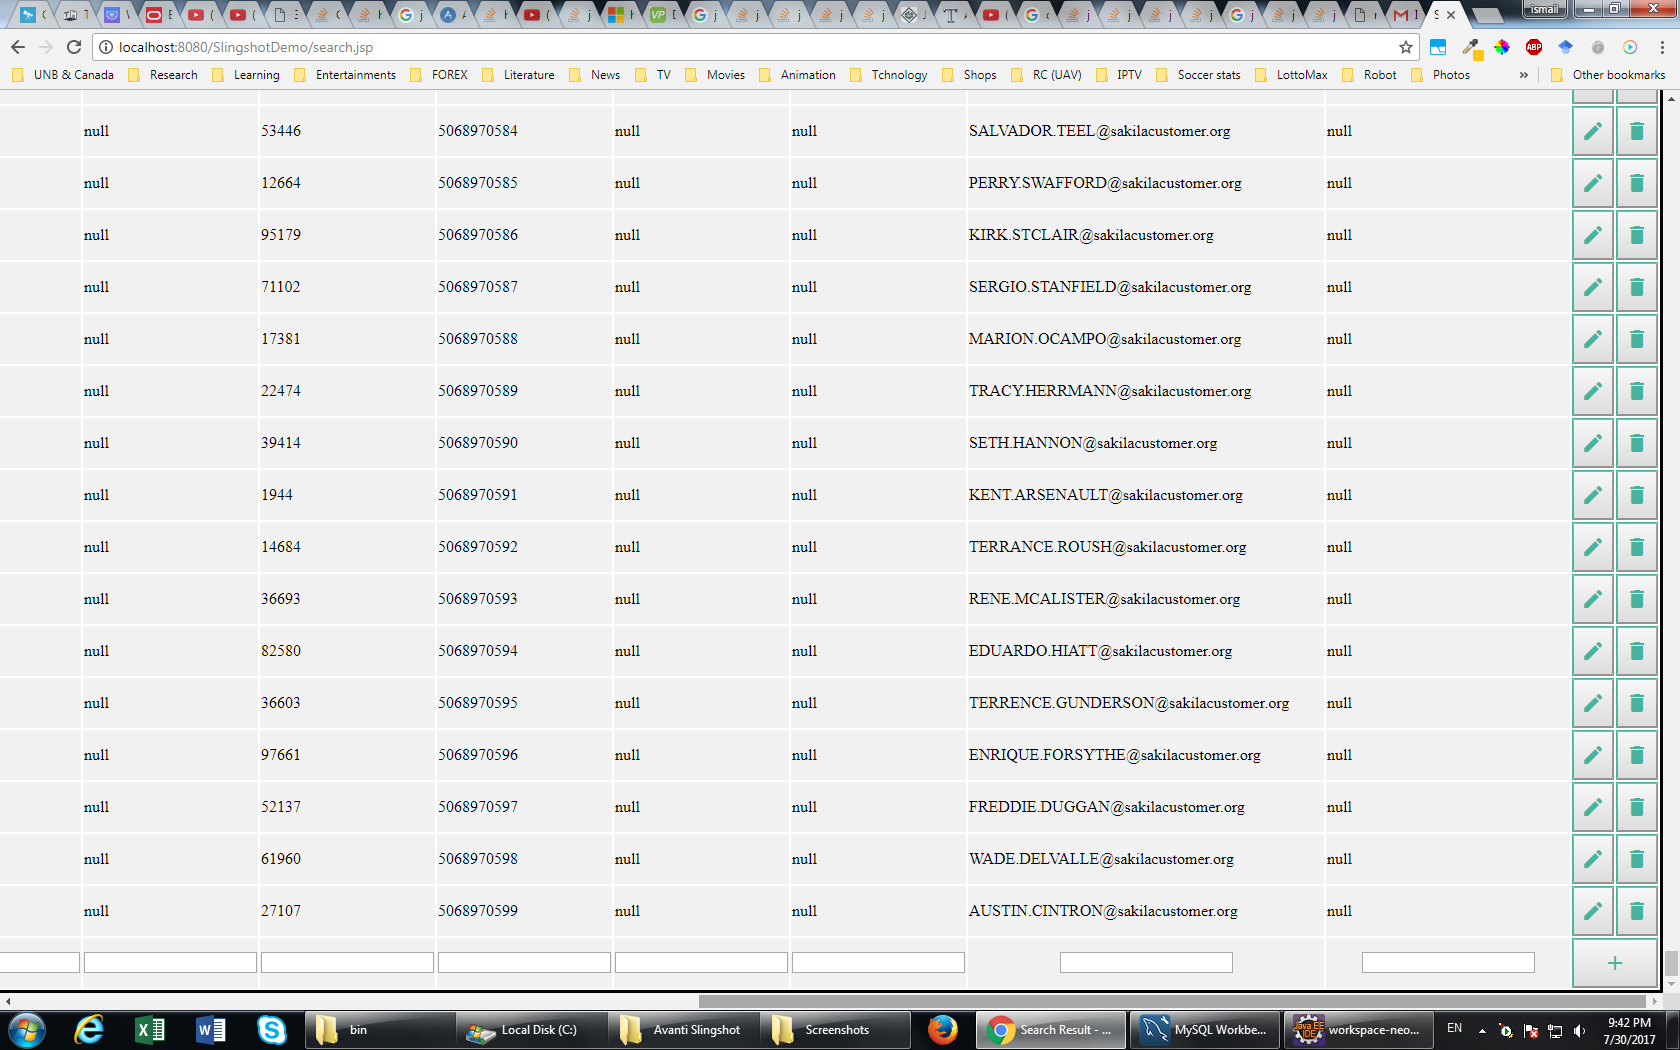 ismail
localhost:8080/SlingshotDemo/search.jsp
UNB & Canada Research Learning Entertainments FOREX Literature News TV Movies Animation Tchnology Shops RC (UAV) IPTV Soccer stats LottoMax Robot Photos » Other bookmarks
null 53446 5068970584 null null SALVADOR.TEEL@sakilacustomer.org null
null 12664 5068970585 null null PERRY.SWAFFORD@sakilacustomer.org null
null 95179 5068970586 null null KIRK.STCLAIR@sakilacustomer.org null
null 71102 5068970587 null null SERGIO.STANFIELD@sakilacustomer.org null
null 17381 5068970588 null null MARION.OCAMPO@sakilacustomer.org null
null 22474 5068970589 null null TRACY.HERRMANN@sakilacustomer.org null
null 39414 5068970590 null null SETH.HANNON@sakilacustomer.org null
null 1944 5068970591 null null KENT.ARSENAULT@sakilacustomer.org null
null 14684 5068970592 null null TERRANCE.ROUSH@sakilacustomer.org null
null 36693 5068970593 null null RENE.MCALISTER@sakilacustomer.org null
null 82580 5068970594 null null EDUARDO.HIATT@sakilacustomer.org null
null 36603 5068970595 null null TERRENCE.GUNDERSON@sakilacustomer.org null
null 97661 5068970596 null null ENRIQUE.FORSYTHE@sakilacustomer.org null
null 52137 5068970597 null null FREDDIE.DUGGAN@sakilacustomer.org null
null 61960 5068970598 null null WADE.DELVALLE@sakilacustomer.org null
null 27107 5068970599 null null AUSTIN.CINTRON@sakilacustomer.org null
+
bin Local Disk (C:) Avanti Slingshot Screenshots Search Result - ... MySQL Workbe... workspace-neo... EN 9:42 PM
7/30/2017